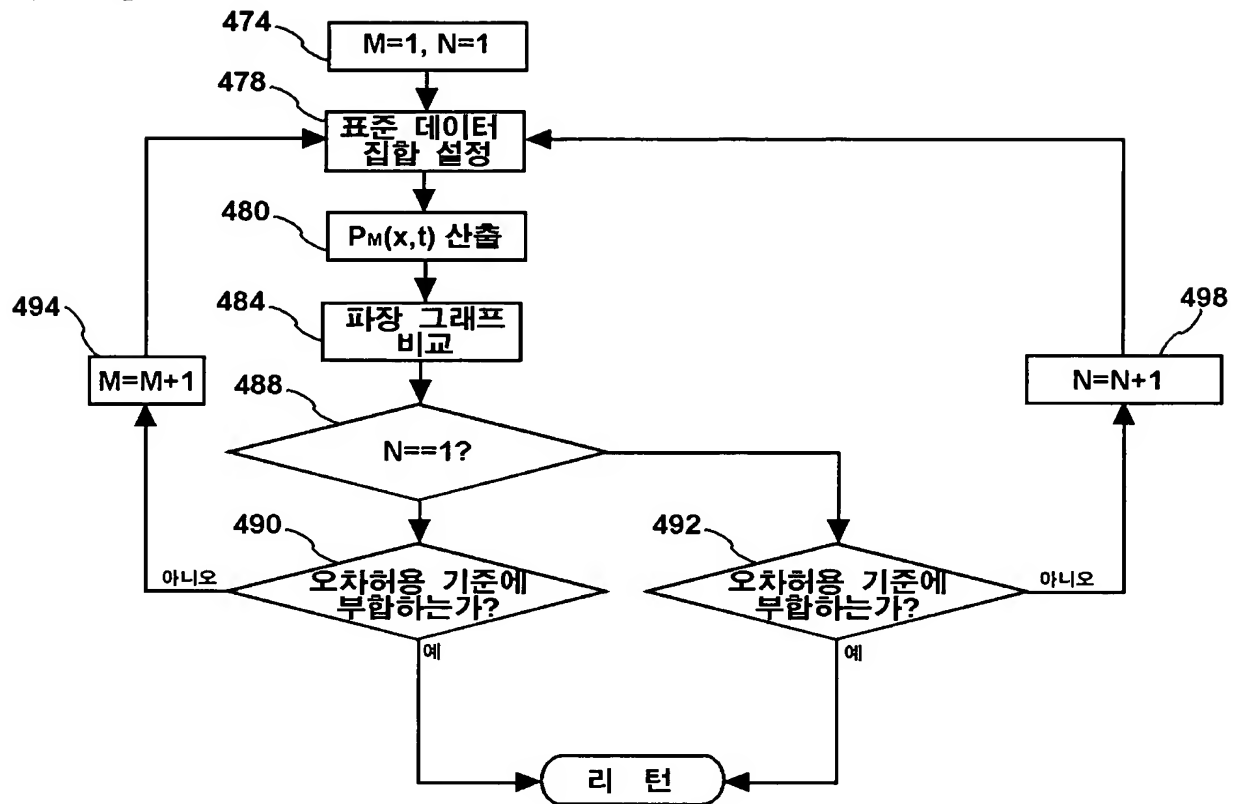 474
M=1, N=1
478
표준 데이터
집합 설정
480
PM(x,t) 산출
484
파장 그래프
비교
494
M=M+1
498
N=N+1
488
N==1?
490
오차허용 기준에
부합하는가?
아니오
예
492
오차허용 기준에
부합하는가?
아니오
예
리 턴